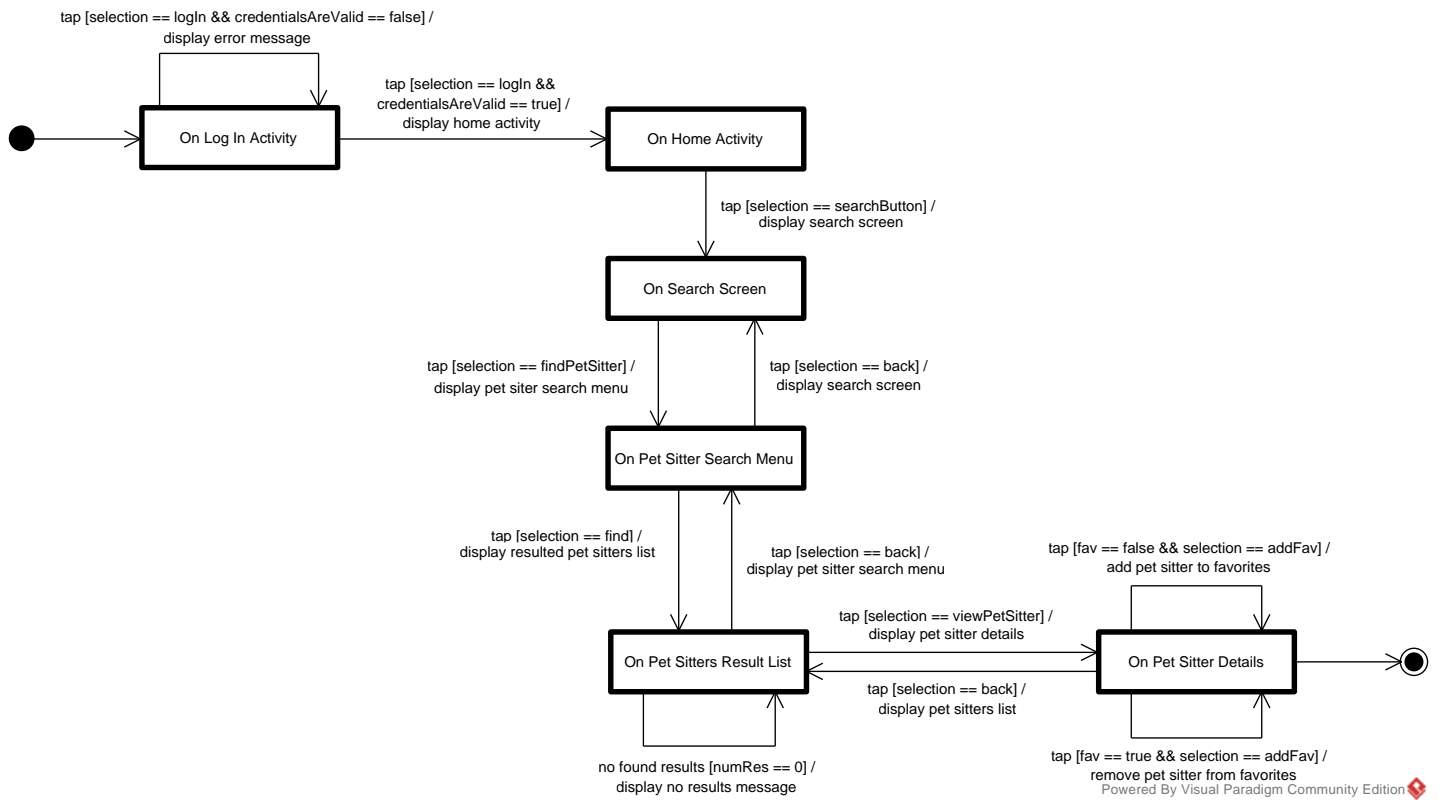 tap [selection == logIn && credentialsAreValid == false] /
display error message
tap [selection == logIn &&
credentialsAreValid == true] /
display home activity
On Log In Activity
On Home Activity
tap [selection == searchButton] /
display search screen
On Search Screen
tap [selection == findPetSitter] /
display pet siter search menu
tap [selection == back] /
display search screen
On Pet Sitter Search Menu
tap [selection == find] /
display resulted pet sitters list
tap [selection == back] /
display pet sitter search menu
tap [fav == false && selection == addFav] /
add pet sitter to favorites
tap [selection == viewPetSitter] /
display pet sitter details
On Pet Sitters Result List
On Pet Sitter Details
tap [selection == back] /
display pet sitters list
no found results [numRes == 0] /
display no results message
tap [fav == true && selection == addFav] /
remove pet sitter from favorites
Powered By Visual Paradigm Community Edition